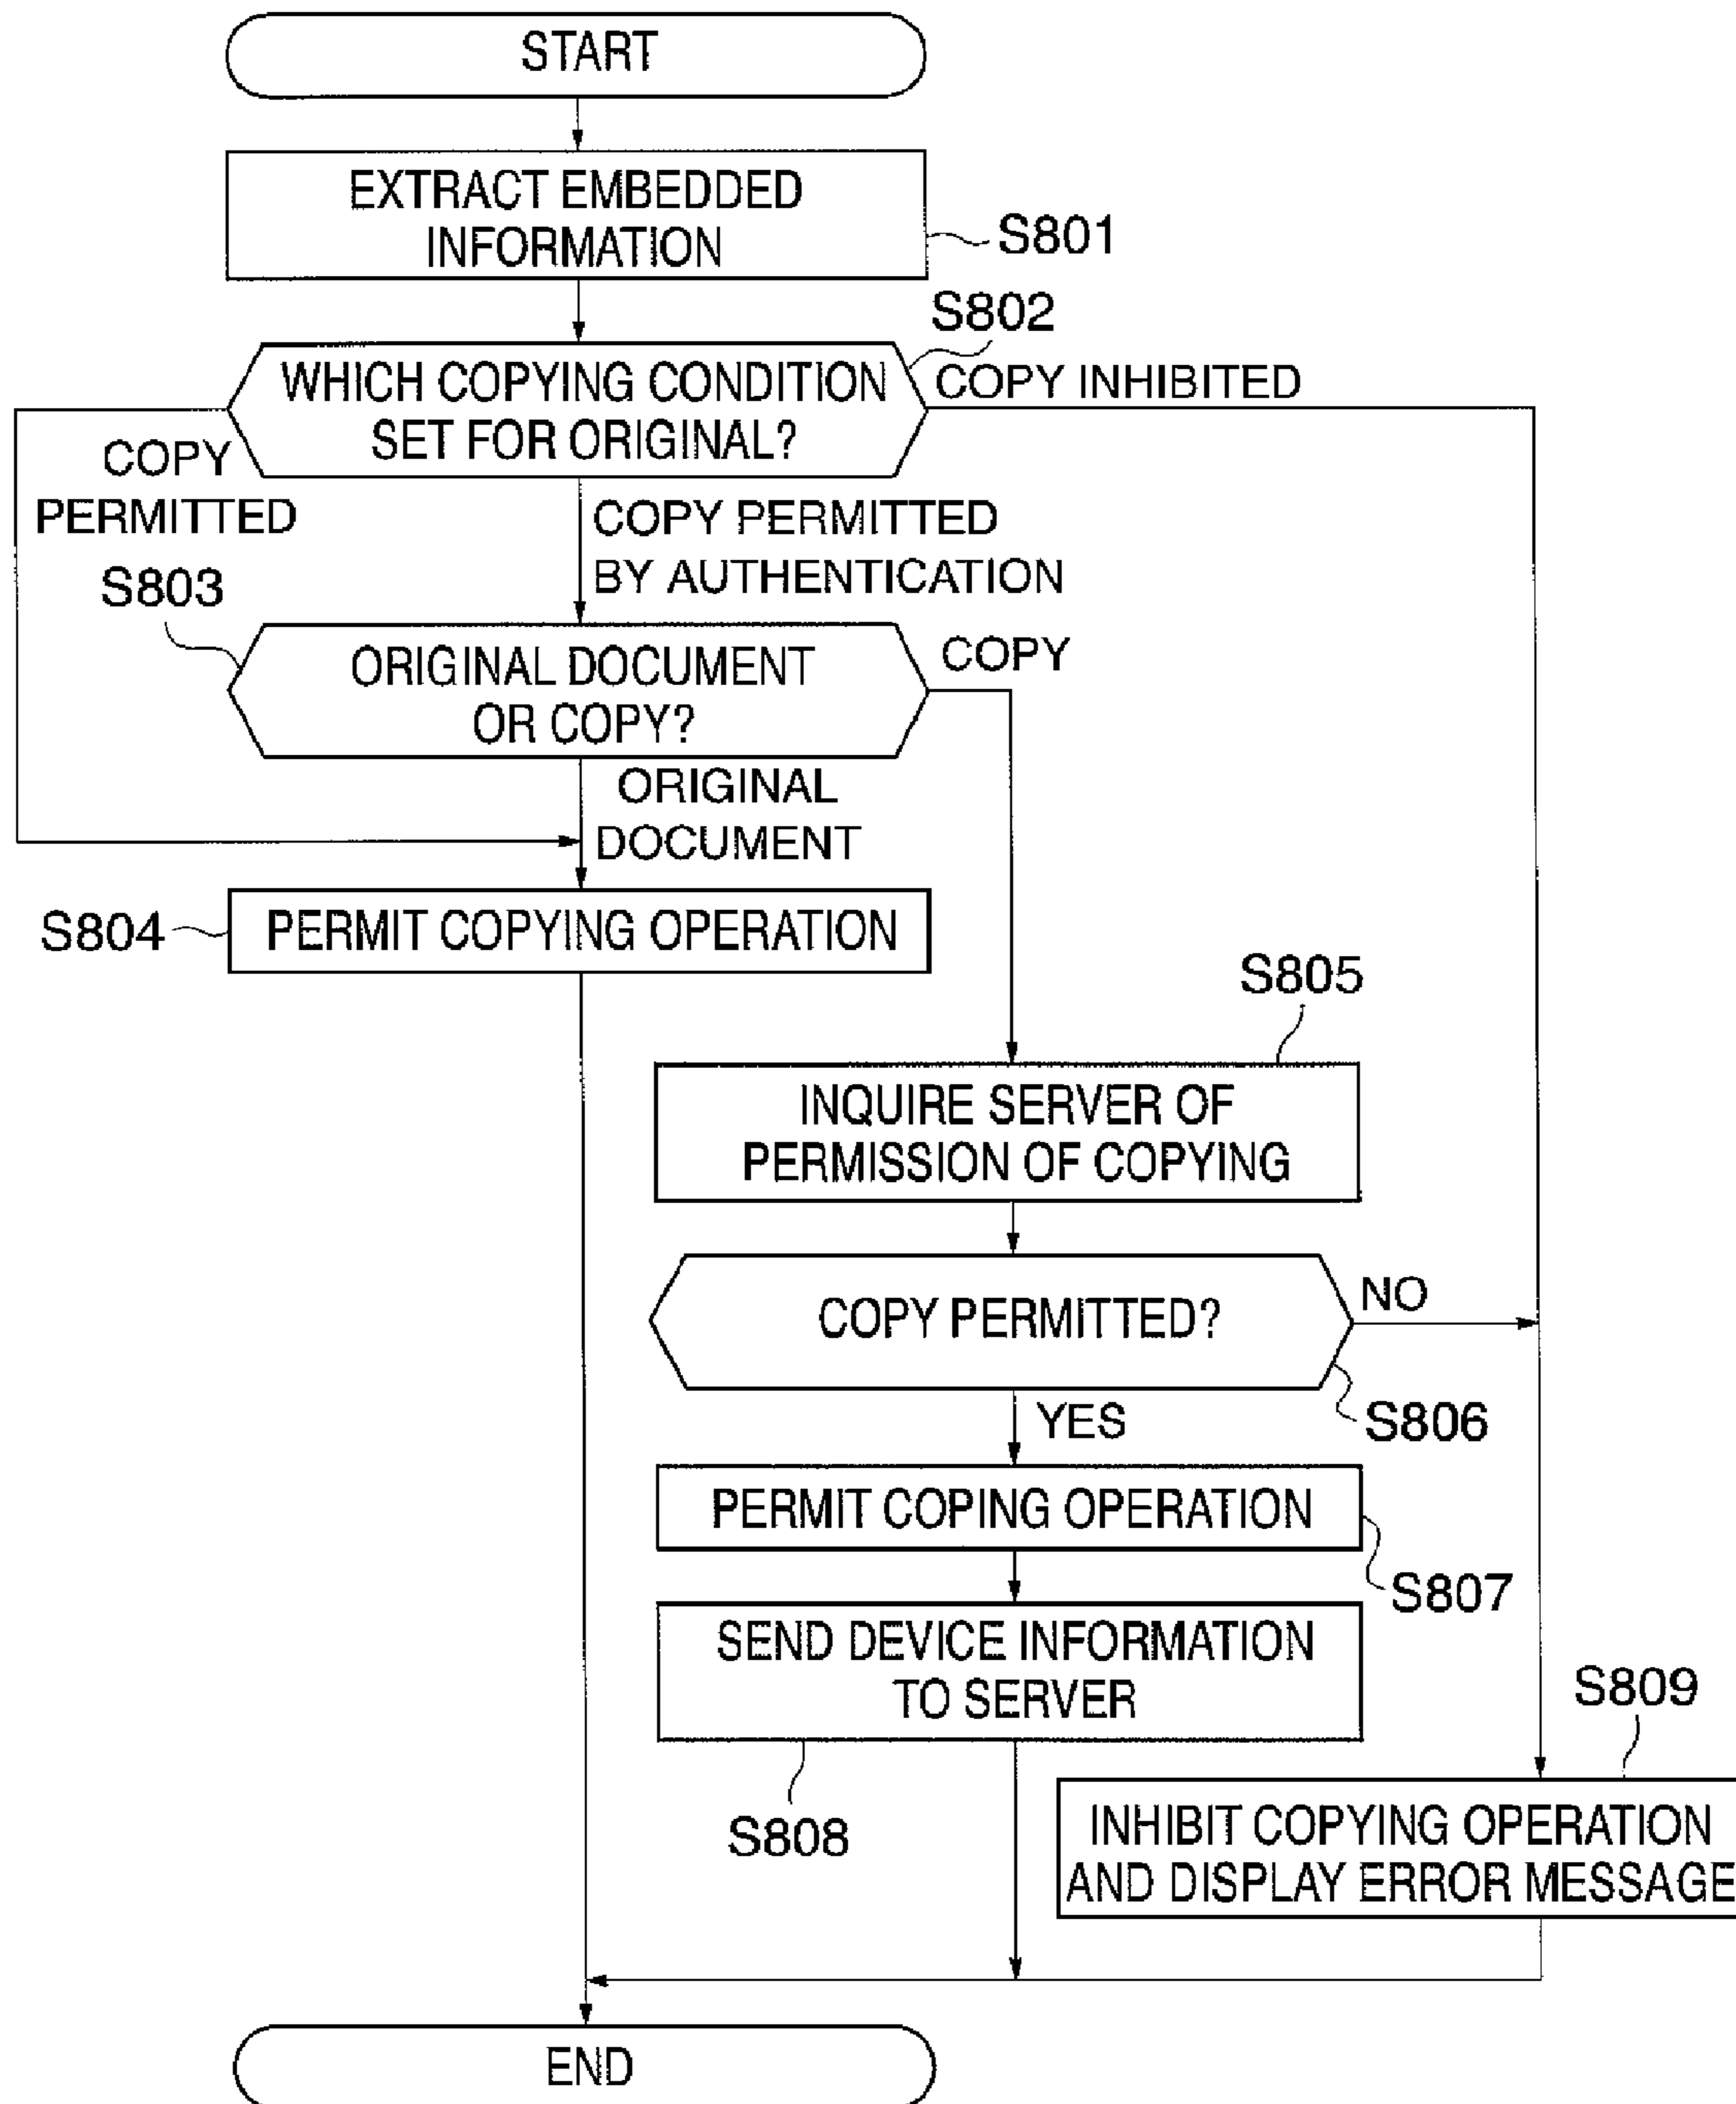 START
EXTRACT EMBEDDED
INFORMATION
S801
S802
WHICH COPYING CONDITION
SET FOR ORIGINAL?
COPY INHIBITED
COPY
PERMITTED
COPY PERMITTED
BY AUTHENTICATION
S803
ORIGINAL DOCUMENT
OR COPY?
COPY
ORIGINAL
DOCUMENT
S804
PERMIT COPYING OPERATION
S805
INQUIRE SERVER OF
PERMISSION OF COPYING
COPY PERMITTED?
NO
S806
YES
PERMIT COPING OPERATION
S807
SEND DEVICE INFORMATION
TO SERVER
S808
S809
INHIBIT COPYING OPERATION
AND DISPLAY ERROR MESSAGE
END